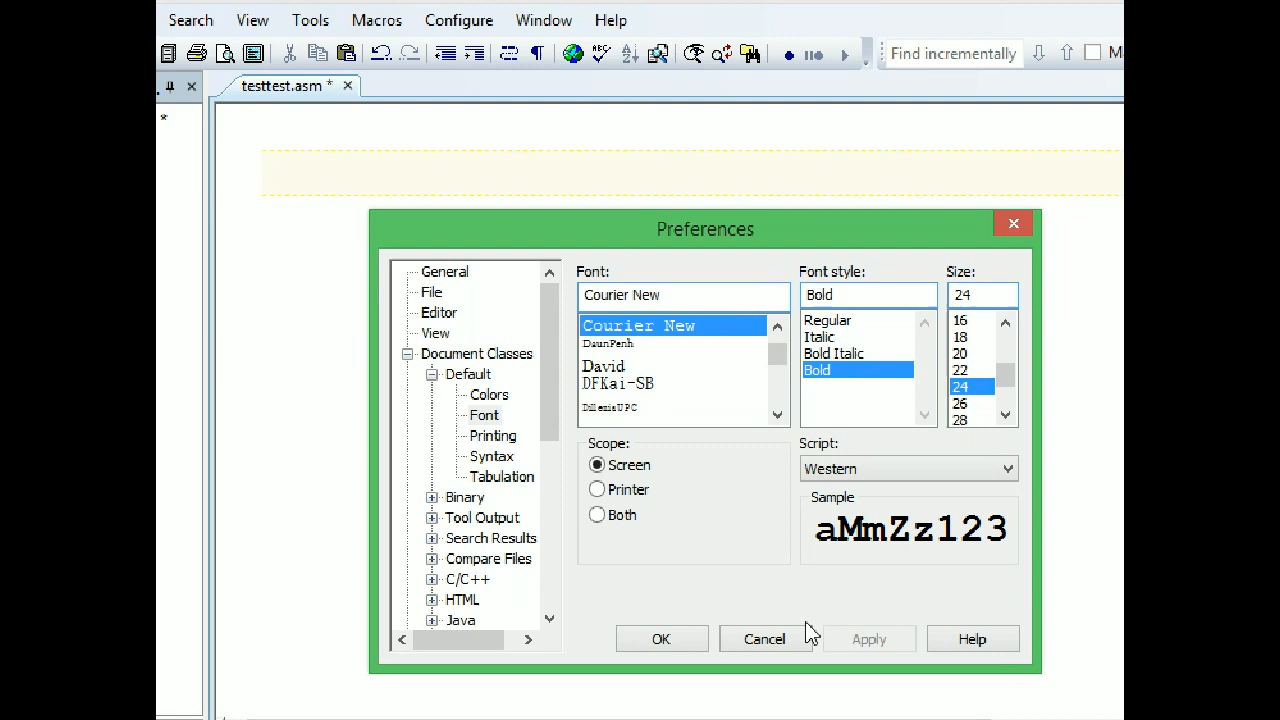 Search View Tools Macros Configure Window Help
Find incrementally M
testtest.asm *
*
Preferences
General
File
Editor
View
Document Classes
Default
Colors
Font
Printing
Syntax
Tabulation
Binary
Tool Output
Search Results
Compare Files
C/C++
HTML
Java
Font:
Courier New
Courier New
DaunPenh
David
DFKai-SB
DilleniaUPC
Font style:
Bold
Regular
Italic
Bold Italic
Bold
Size:
24
16
18
20
22
24
26
28
Scope:
Screen
Printer
Both
Script:
Western
Sample
aMmZz123
OK Cancel Apply Help